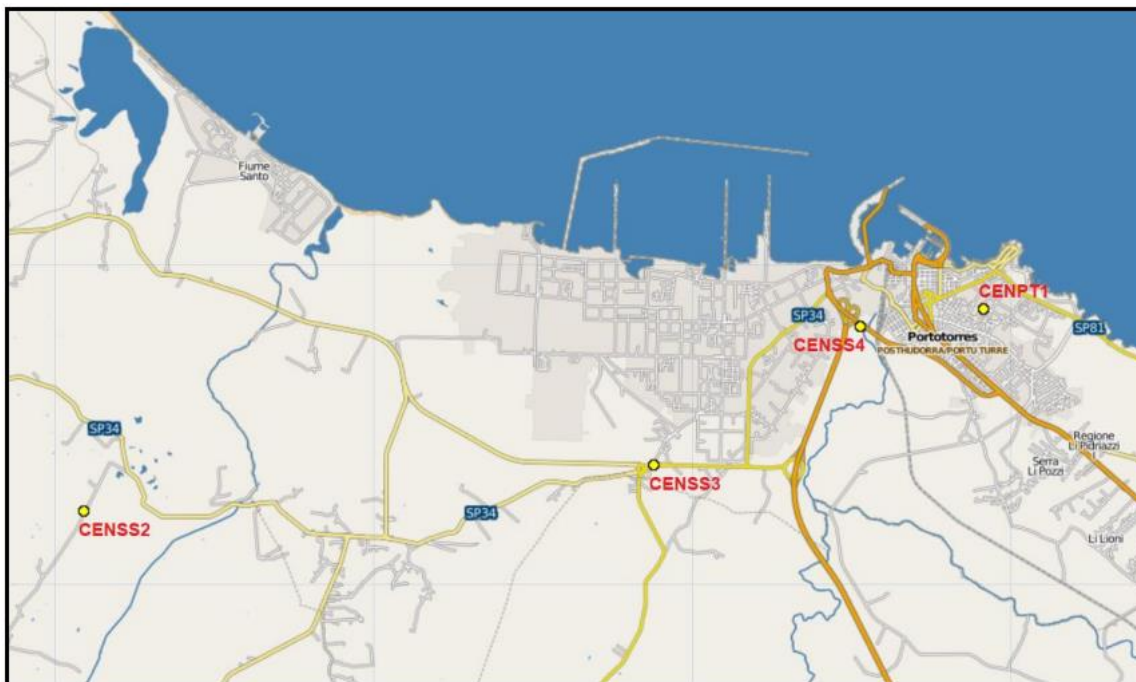 Fiume
Santo
CENPT1
SP34
SP81
CENSS4
Portotorres
POSTHUDORRA/PORTU TURRE
SP34
Regione
Li Pidriazzi
Serra
Li Pozzi
CENSS3
SP34
CENSS2
Li Lioni